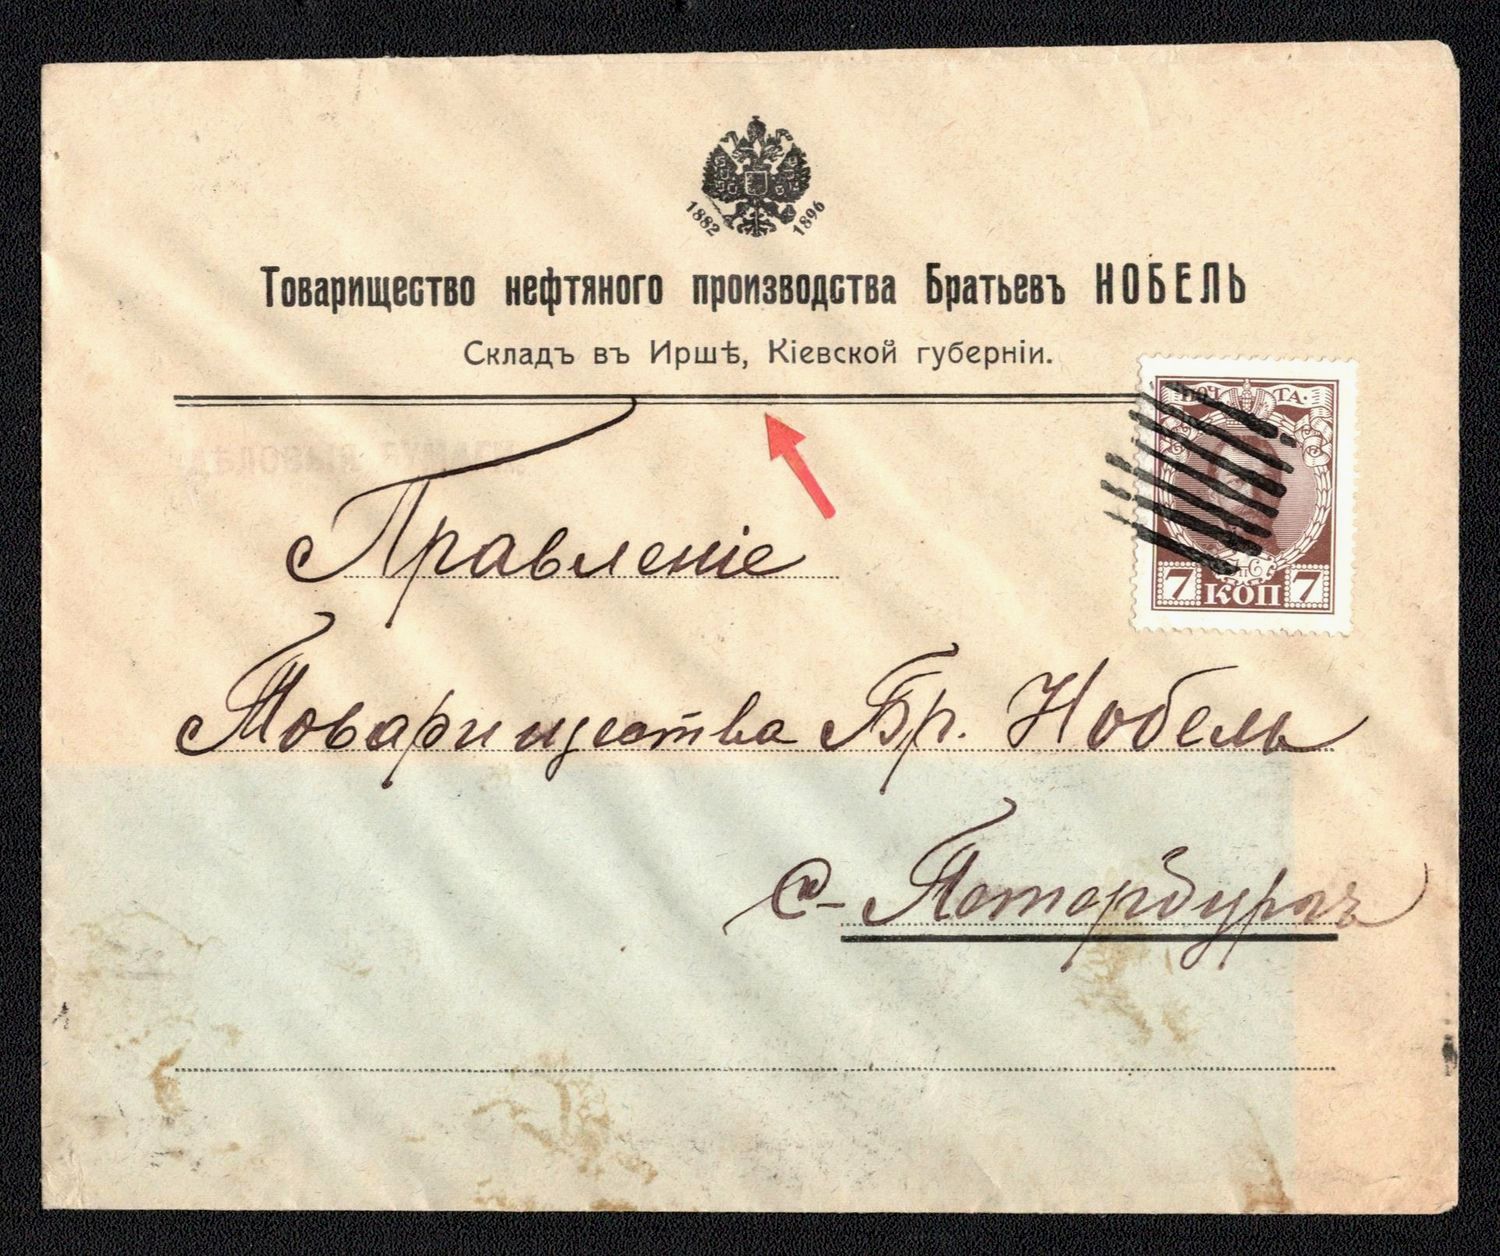 1882 1896
Товарищество нефтяного производства Братьевъ НОБЕЛЬ
Складъ въ Иршѣ, Кіевской губерніи.
ПОЧТА.
7 КОП 7
Правленіе
Товарищества Бр. Нобель
С-Петербургъ